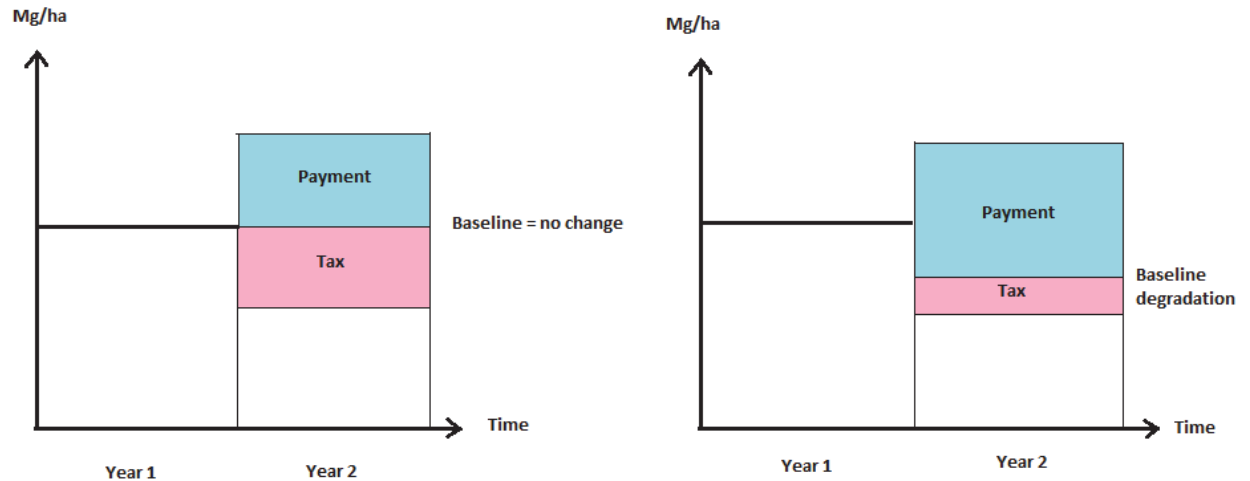 Mg/ha
Payment
Baseline = no change
Tax
Time
Year 1
Year 2
Mg/ha
Payment
Baseline
degradation
Tax
Time
Year 1
Year 2